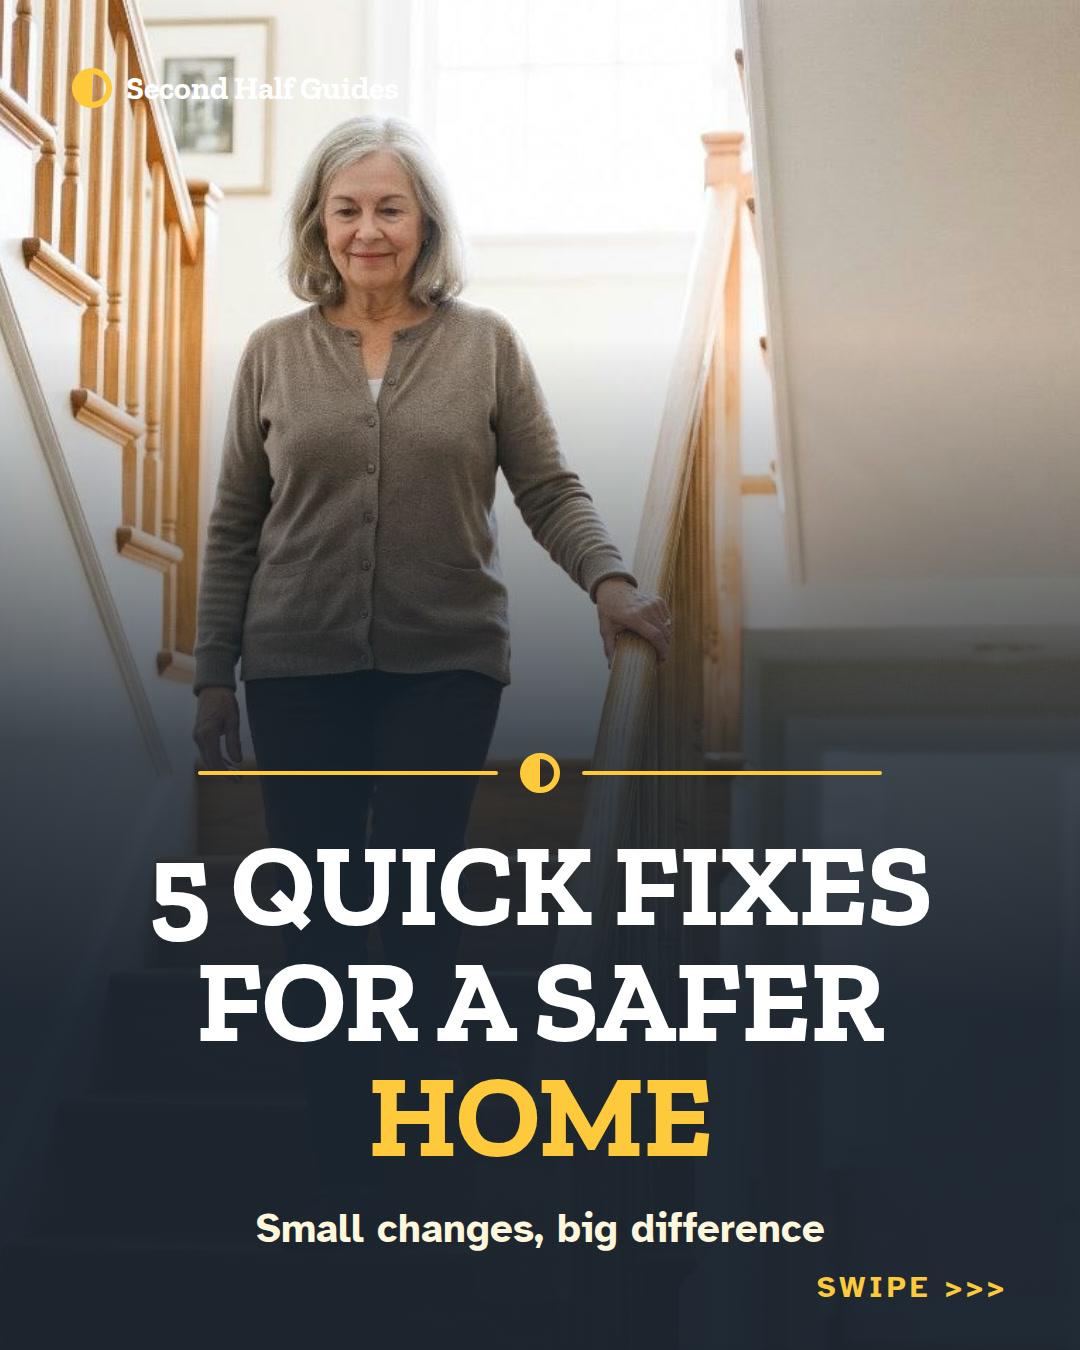 Second Half Guides
5 QUICK FIXES
FOR A SAFER
HOME
Small changes, big difference
SWIPE >>>